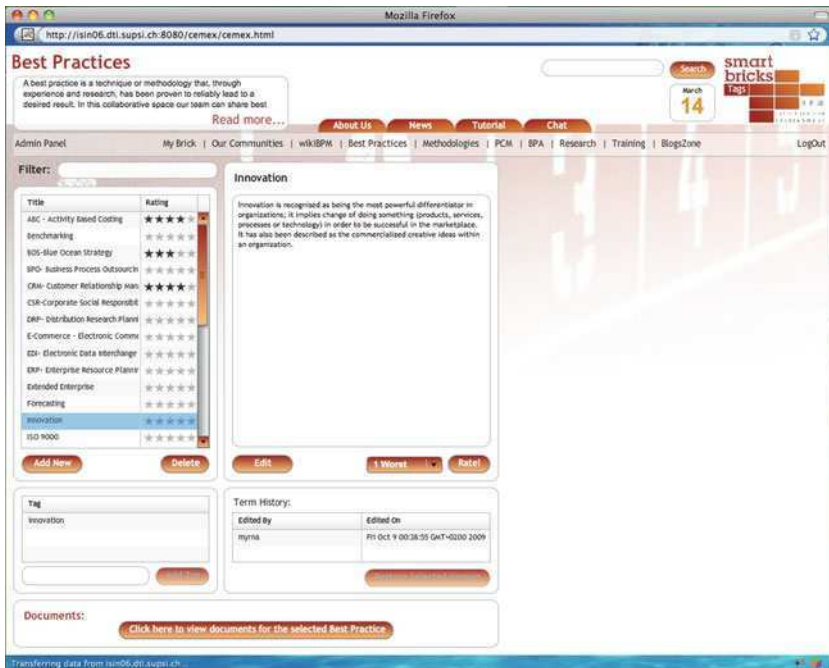 Mozilla Firefox
http://isin06.dti.supsi.ch:8080/cemex/cemex.html
Best Practices
A best practice is a technique or methodology that, through
experience and research, has been proven to reliably lead to a
desired result. In this collaborative space our team can share best
Read more...
Search
March
14
smart
bricks
Tags
About Us
News
Tutorial
Chat
Admin Panel
My Brick | Our Communities | wikiBPM | Best Practices | Methodologies | PCM | BPA | Research | Training | BlogsZone
LogOut
Filter:
Title Rating
ABC - Activity Based Costing
Benchmarking
BOS-Blue Ocean Strategy
BPO- Business Process Outsourcin
CRM- Customer Relationship Man
CSR-Corporate Social Responsibit
DRP- Distribution Research Planni
E-Commerce - Electronic Comme
EDI- Electronic Data Interchange
ERP- Enterprise Resource Plannir
Extended Enterprise
Forecasting
Innovation
ISO 9000
Add New
Delete
Innovation
Innovation is recognised as being the most powerful differentiator in
organizations; it implies change of doing something (products, services,
processes or technology) in order to be successful in the marketplace.
It has also been described as the commercialized creative ideas within
an organization.
Edit
1 Worst
Rate!
Tag
Innovation
Term History:
Edited By Edited On
myrna Fri Oct 9 00:38:55 GMT+0200 2009
Documents:
Click here to view documents for the selected Best Practice
Transferring data from isin06.dti.supsi.ch...